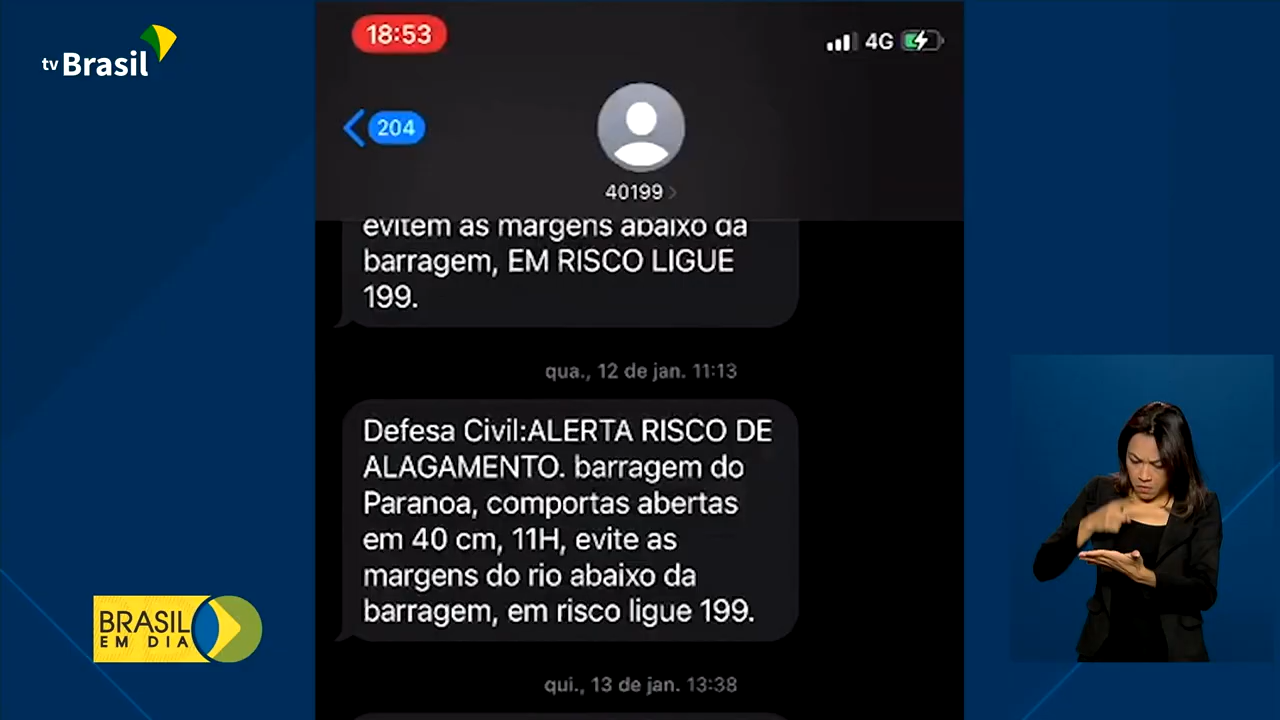 tv Brasil
18:53
4G
204
40199
evitem as margens abaixo da
barragem, EM RISCO LIGUE
199.
qua., 12 de jan. 11:13
Defesa Civil:ALERTA RISCO DE
ALAGAMENTO. barragem do
Paranoa, comportas abertas
em 40 cm, 11H, evite as
margens do rio abaixo da
barragem, em risco ligue 199.
qui., 13 de jan. 13:38
BRASIL
EM DIA